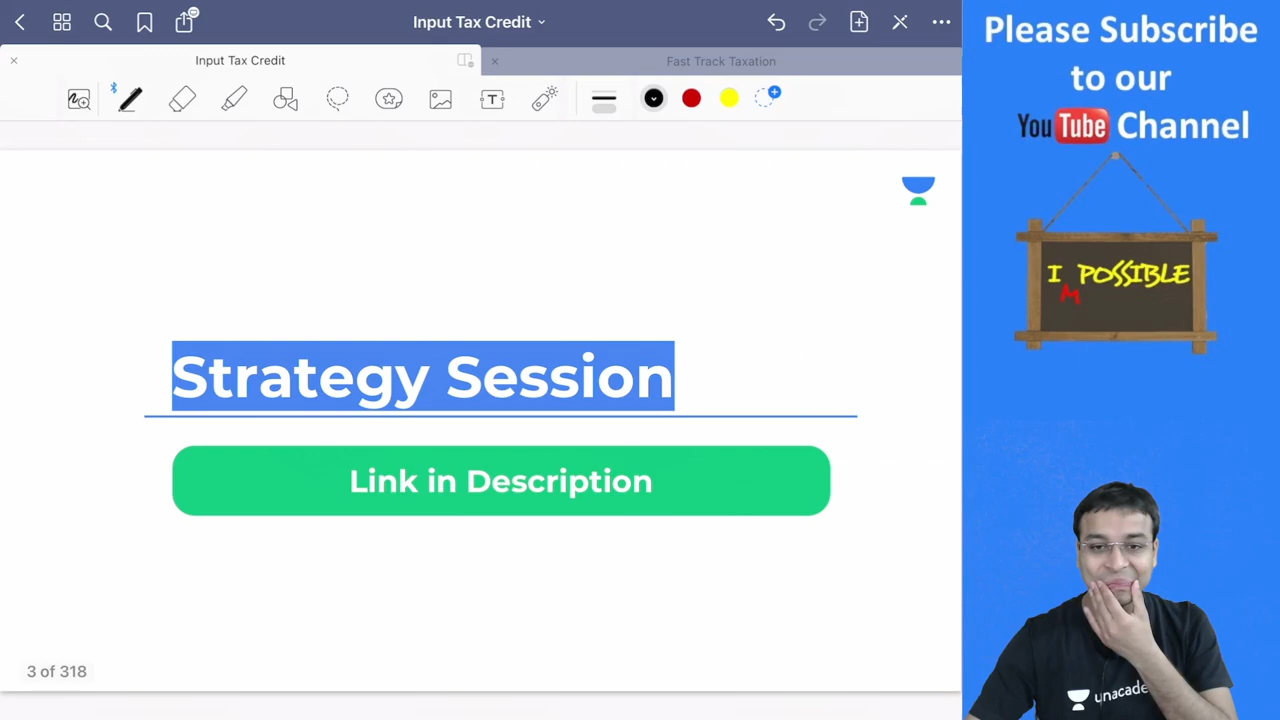 Input Tax Credit
Input Tax Credit
Fast Track Taxation
T
Strategy Session
Link in Description
3 of 318
Please Subscribe
to our
YouTube Channel
I POSSIBLE
M
unacade